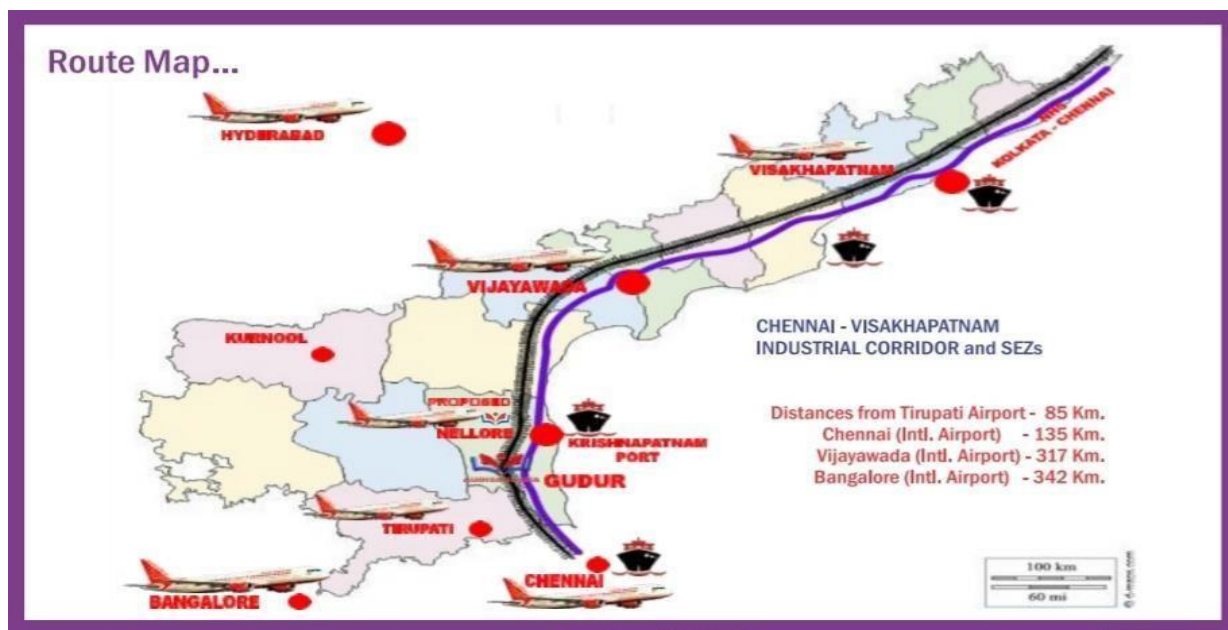 Route Map...
HYDERABAD
NH5
KOLKATA - CHENNAI
VISAKHAPATNAM
VIJAYAWADA
KURNOOL
CHENNAI - VISAKHAPATNAM
INDUSTRIAL CORRIDOR and SEZs
PROPOSED
NELLORE
KRISHNAPATNAM
PORT
GUDUR
Distances from Tirupati Airport - 85 Km.
Chennai (Intl. Airport) - 135 Km.
Vijayawada (Intl. Airport) - 317 Km.
Bangalore (Intl. Airport) - 342 Km.
TIRUPATI
CHENNAI
BANGALORE
100 km
60 mi